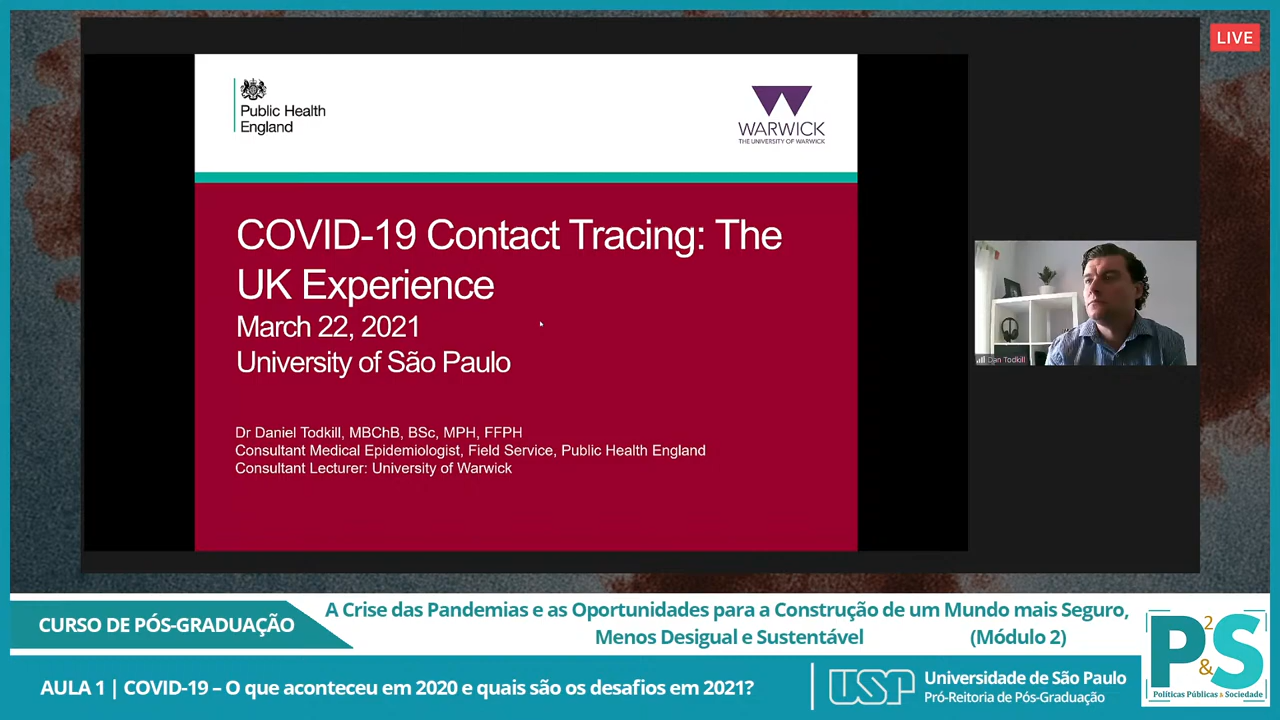 LIVE
Public Health
England
WARWICK
THE UNIVERSITY OF WARWICK
COVID-19 Contact Tracing: The
UK Experience
March 22, 2021
University of São Paulo
Dr Daniel Todkill, MBChB, BSc, MPH, FFPH
Consultant Medical Epidemiologist, Field Service, Public Health England
Consultant Lecturer: University of Warwick
Dan Todkill
CURSO DE PÓS-GRADUAÇÃO
A Crise das Pandemias e as Oportunidades para a Construção de um Mundo mais Seguro,
Menos Desigual e Sustentável (Módulo 2)
AULA 1 | COVID-19 – O que aconteceu em 2020 e quais são os desafios em 2021?
USP
Universidade de São Paulo
Pró-Reitoria de Pós-Graduação
P2&S
Políticas Públicas & Sociedade